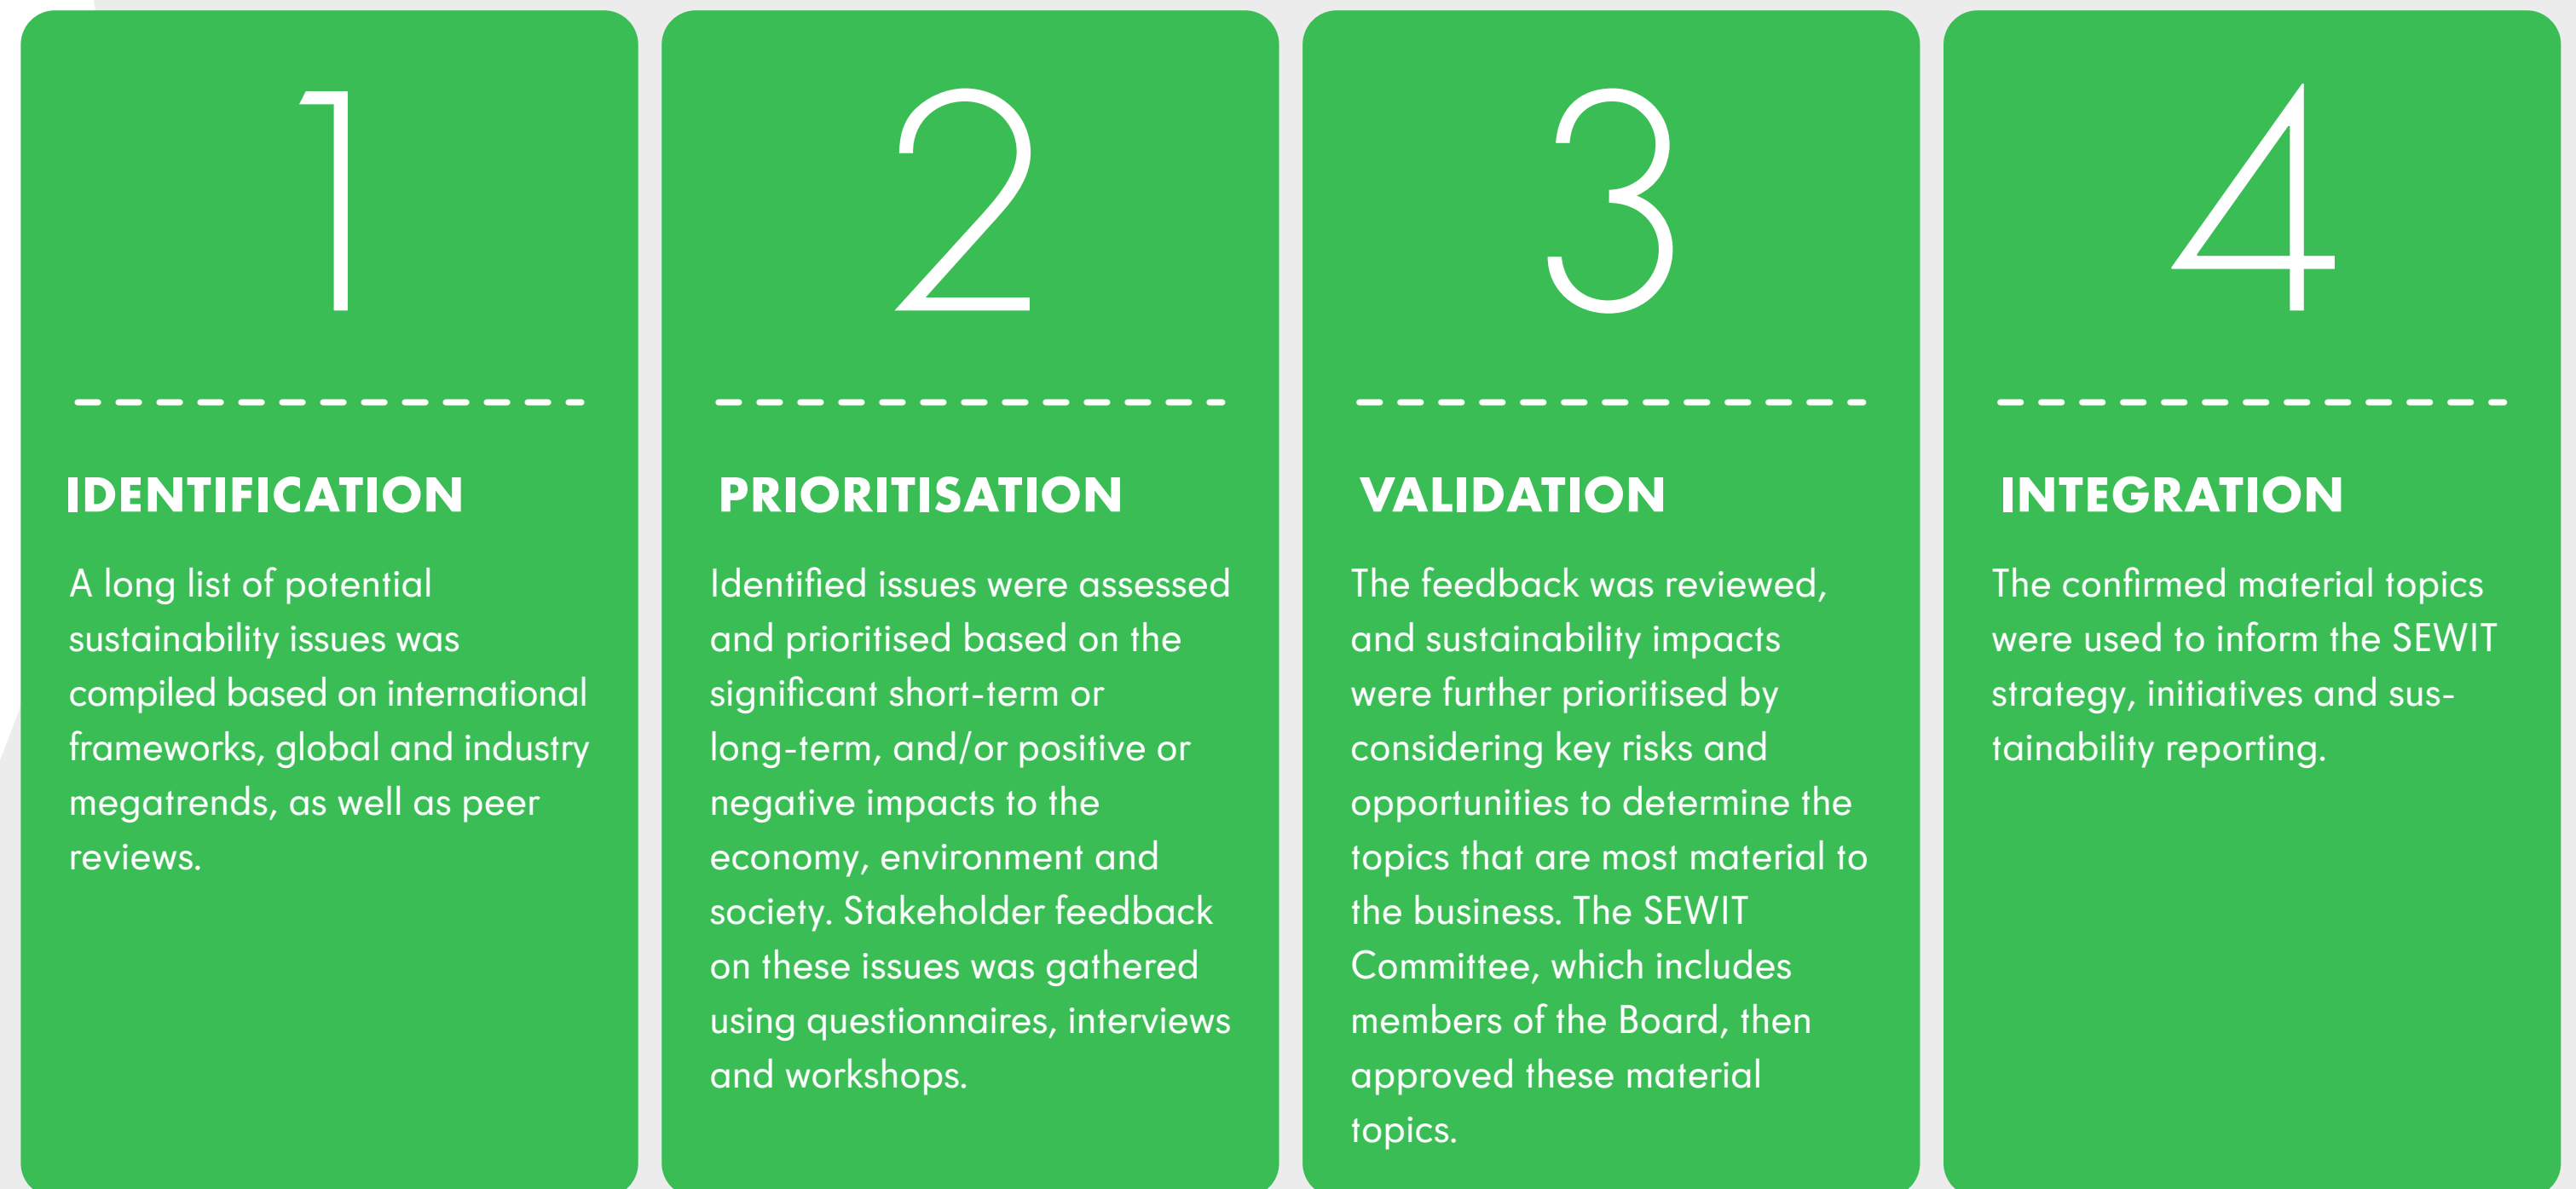 1
IDENTIFICATION
A long list of potential
sustainability issues was
compiled based on international
frameworks, global and industry
megatrends, as well as peer
reviews.
2
PRIORITISATION
Identified issues were assessed
and prioritised based on the
significant short-term or
long-term, and/or positive or
negative impacts to the
economy, environment and
society. Stakeholder feedback
on these issues was gathered
using questionnaires, interviews
and workshops.
3
VALIDATION
The feedback was reviewed,
and sustainability impacts
were further prioritised by
considering key risks and
opportunities to determine the
topics that are most material to
the business. The SEWIT
Committee, which includes
members of the Board, then
approved these material
topics.
4
INTEGRATION
The confirmed material topics
were used to inform the SEWIT
strategy, initiatives and sus-
tainability reporting.